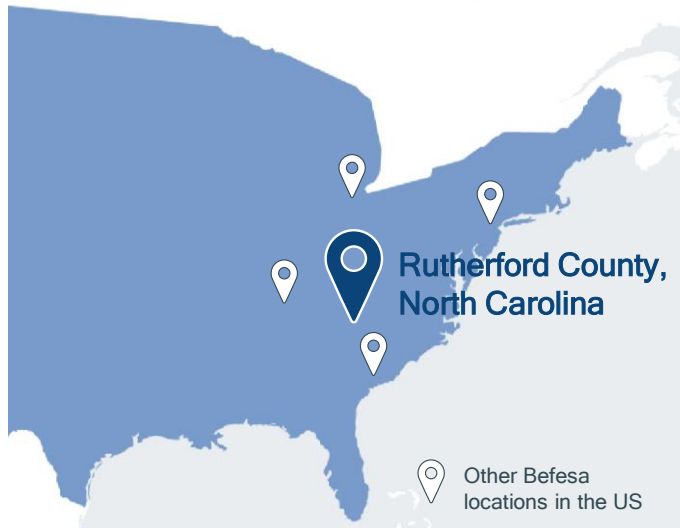 Rutherford County,
North Carolina
Other Befesa
locations in the US